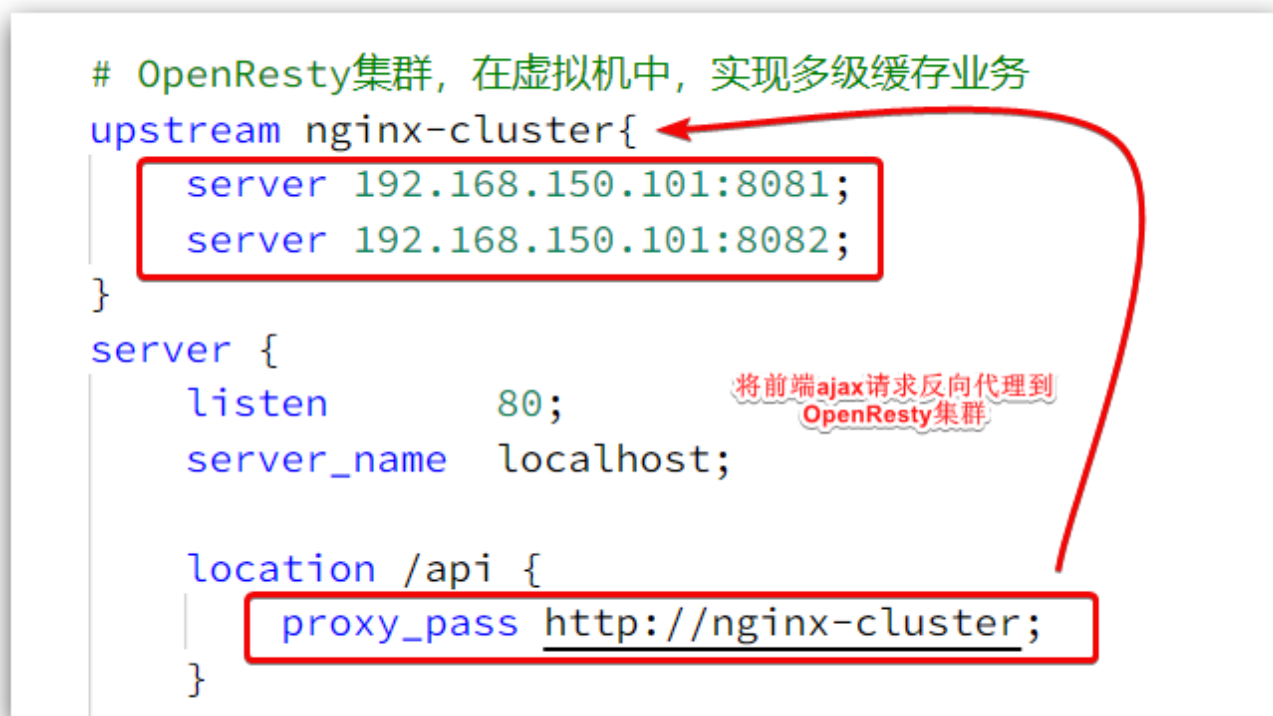 # OpenResty集群，在虚拟机中，实现多级缓存业务
upstream nginx-cluster{
server 192.168.150.101:8081;
server 192.168.150.101:8082;
}
server {
listen 80;
server_name localhost;
将前端ajax请求反向代理到
OpenResty集群
location /api {
proxy_pass http://nginx-cluster;
}